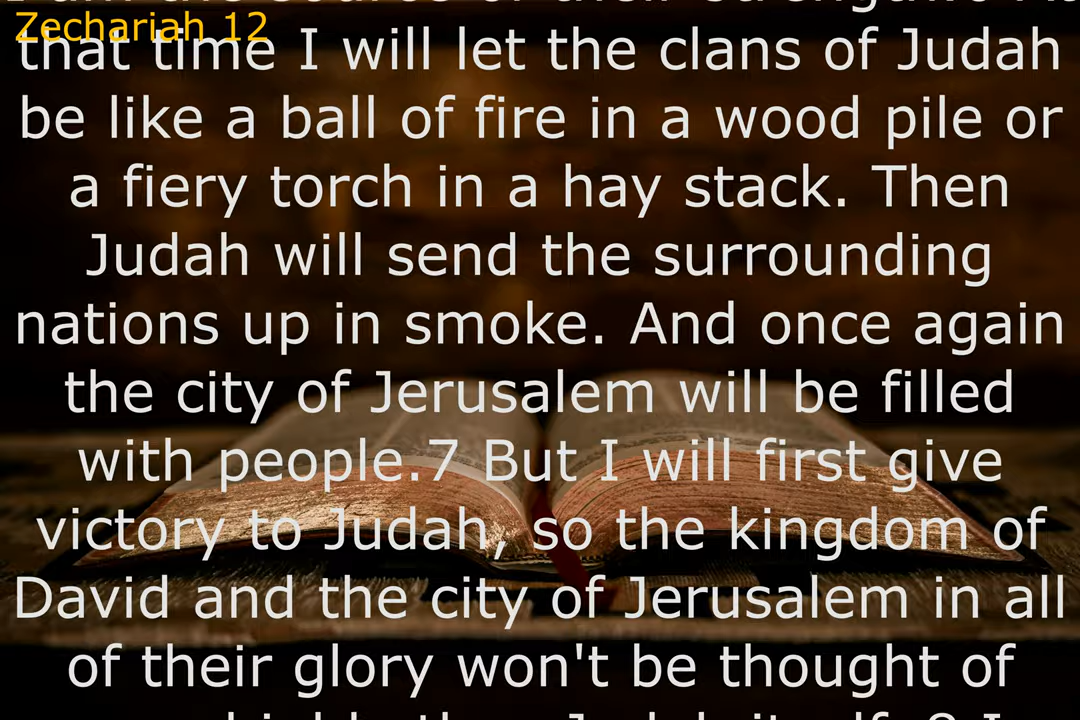 Zechariah 12
that time I will let the clans of Judah
be like a ball of fire in a wood pile or
a fiery torch in a hay stack. Then
Judah will send the surrounding
nations up in smoke. And once again
the city of Jerusalem will be filled
with people.7 But I will first give
victory to Judah, so the kingdom of
David and the city of Jerusalem in all
of their glory won't be thought of